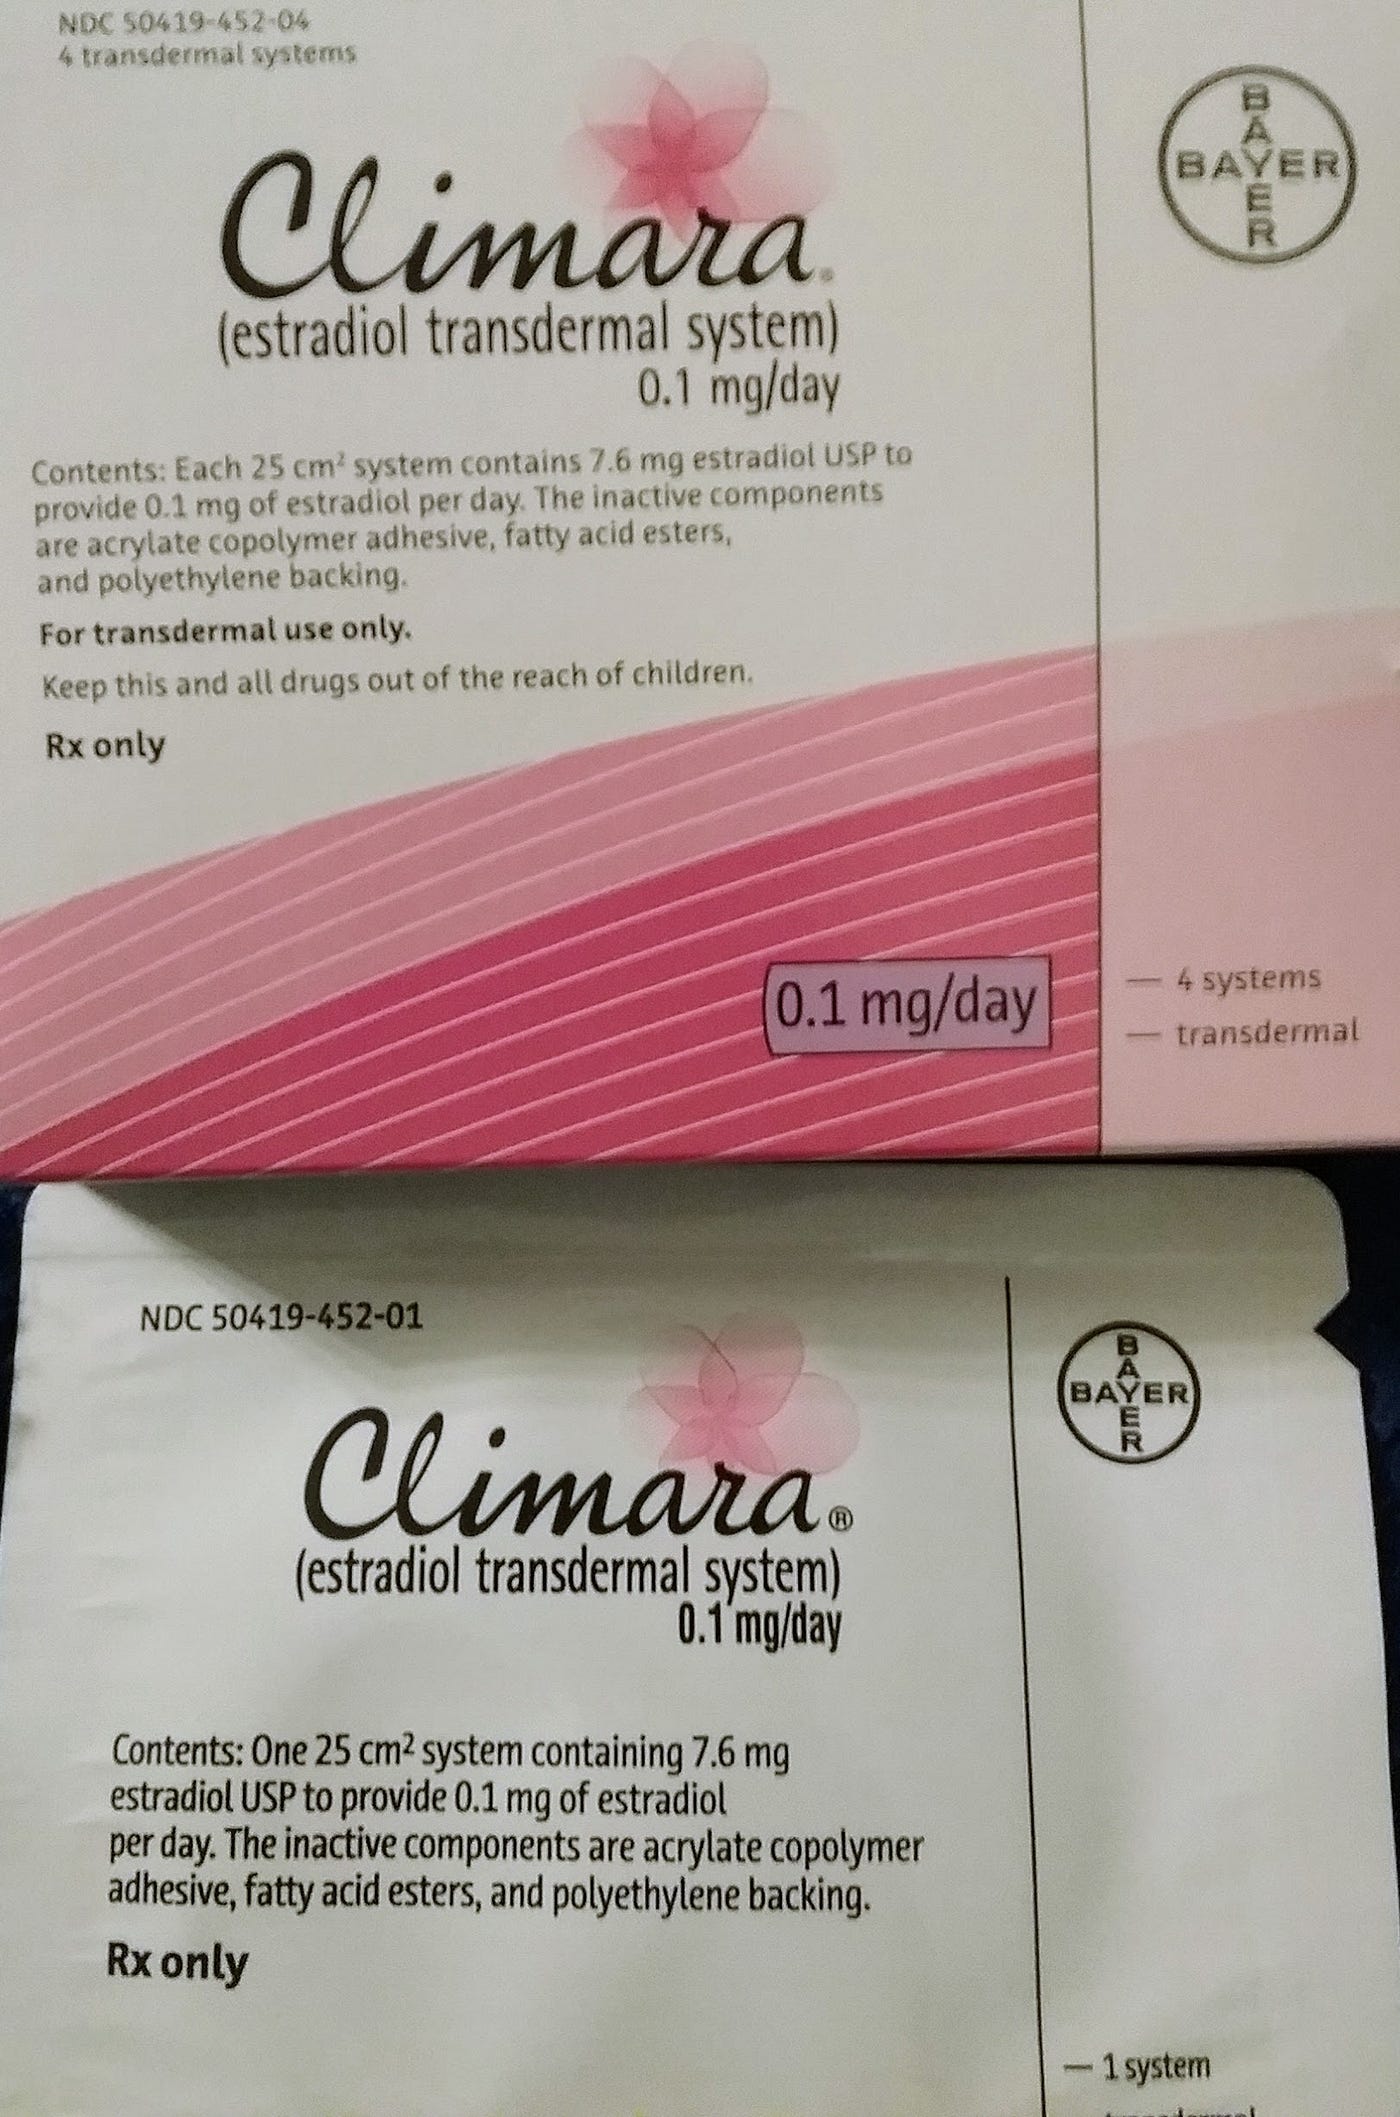 NDC 50419-452-04
4 transdermal systems
Climara®
(estradiol transdermal system)
0.1 mg/day
Contents: Each 25 cm² system contains 7.6 mg estradiol USP to
provide 0.1 mg of estradiol per day. The inactive components
are acrylate copolymer adhesive, fatty acid esters,
and polyethylene backing.
For transdermal use only.
Keep this and all drugs out of the reach of children.
Rx only
0.1 mg/day
BAYER
BAYER
— 4 systems
— transdermal
NDC 50419-452-01
Climara®
(estradiol transdermal system)
0.1 mg/day
Contents: One 25 cm² system containing 7.6 mg
estradiol USP to provide 0.1 mg of estradiol
per day. The inactive components are acrylate copolymer
adhesive, fatty acid esters, and polyethylene backing.
Rx only
BAYER
BAYER
— 1 system